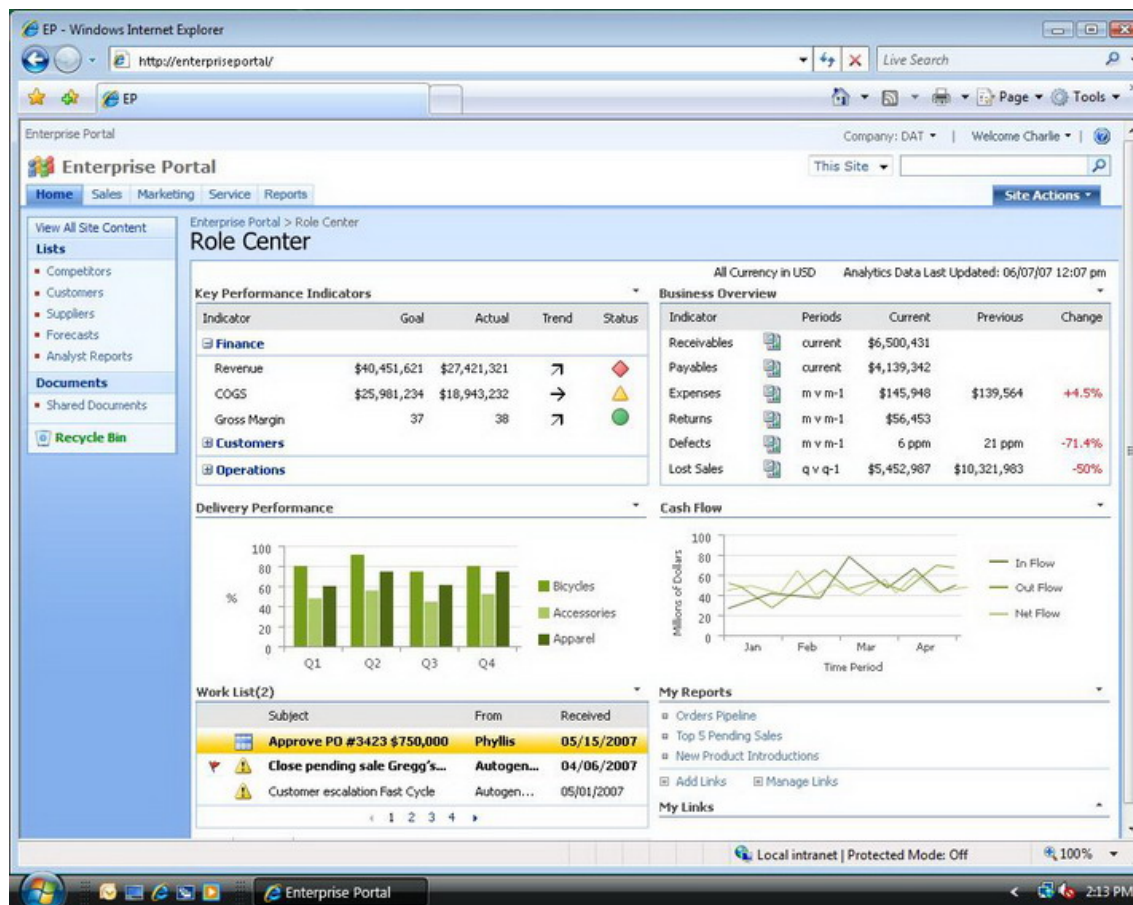 EP - Windows Internet Explorer
http://enterpriseportal/
Live Search
EP
Page
Tools
Enterprise Portal
Company: DAT | Welcome Charlie |
Enterprise Portal
This Site
Home Sales Marketing Service Reports
Site Actions
View All Site Content
Lists
Competitors
Customers
Suppliers
Forecasts
Analyst Reports
Documents
Shared Documents
Recycle Bin
Enterprise Portal > Role Center
Role Center
All Currency in USD Analytics Data Last Updated: 06/07/07 12:07 pm
Key Performance Indicators
Indicator Goal Actual Trend Status
Finance
Revenue $40,451,621 $27,421,321
COGS $25,981,234 $18,943,232
Gross Margin 37 38
Customers
Operations
Business Overview
Indicator Periods Current Previous Change
Receivables current $6,500,431
Payables current $4,139,342
Expenses m v m-1 $145,948 $139,564 +4.5%
Returns m v m-1 $56,453
Defects m v m-1 6 ppm 21 ppm -71.4%
Lost Sales q v q-1 $5,452,987 $10,321,983 -50%
Delivery Performance
100
80
60
40
20
0
%
Q1 Q2 Q3 Q4
Bicycles
Accessories
Apparel
Cash Flow
Millions of Dollars
100
80
60
40
20
0
Jan Feb Mar Apr
Time Period
In Flow
Out Flow
Net Flow
Work List(2)
Subject From Received
Approve PO #3423 $750,000 Phyllis 05/15/2007
Close pending sale Gregg's... Autogen... 04/06/2007
Customer escalation Fast Cycle Autogen... 05/01/2007
1 2 3 4
My Reports
Orders Pipeline
Top 5 Pending Sales
New Product Introductions
Add Links Manage Links
My Links
Local intranet | Protected Mode: Off
100%
Enterprise Portal
2:13 PM